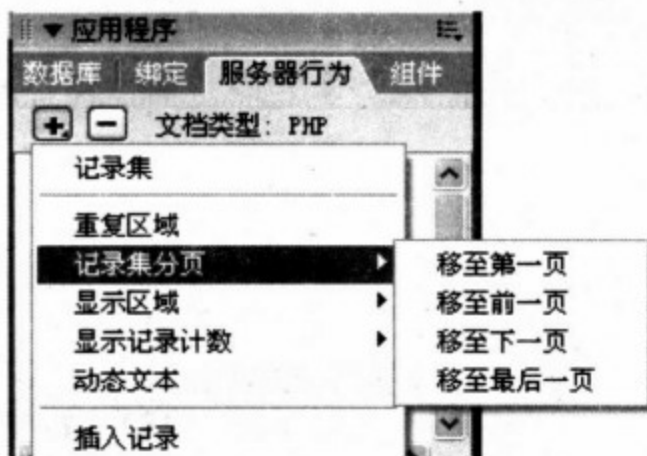 应用程序
数据库 绑定 服务器行为 组件
文档类型: PHP
记录集
重复区域
记录集分页
移至第一页
显示区域
移至前一页
显示记录计数
移至下一页
动态文本
移至最后一页
插入记录